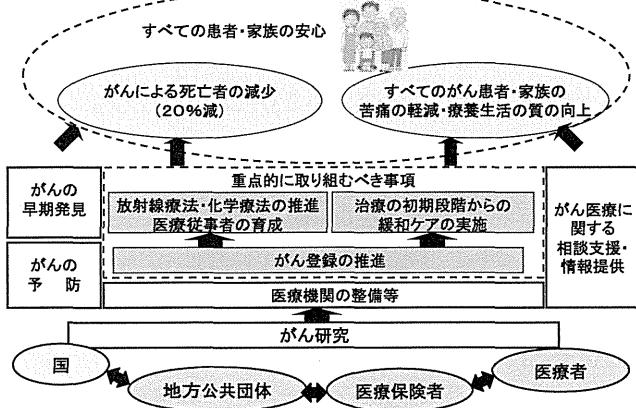 すべての患者・家族の安心
がんによる死亡者の減少
（20％減）
すべてのがん患者・家族の
苦痛の軽減・療養生活の質の向上
がんの
早期発見
がんの
予　防
重点的に取り組むべき事項
放射線療法・化学療法の推進
医療従事者の育成
治療の初期段階からの
緩和ケアの実施
がん登録の推進
医療機関の整備等
がん医療に
関する
相談支援・
情報提供
がん研究
国
地方公共団体
医療保険者
医療者